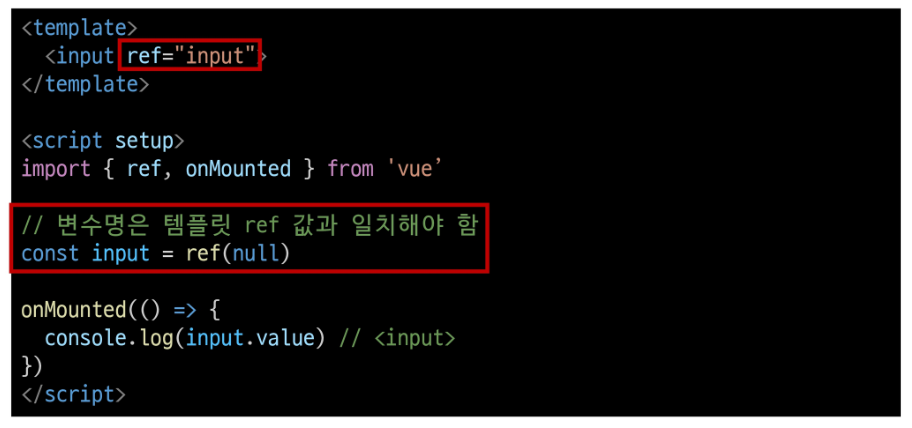 <template>
  <input ref="input">
</template>

<script setup>
import { ref, onMounted } from 'vue’

// 변수명은 템플릿 ref 값과 일치해야 함
const input = ref(null)

onMounted(() => {
  console.log(input.value) // <input>
})
</script>